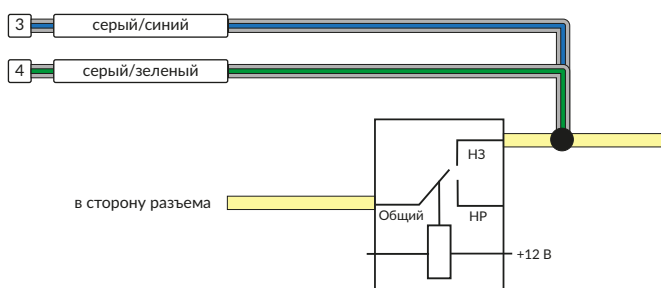 3 серый/синий
4 серый/зеленый
НЗ
в сторону разъема
Общий НР
+12 В